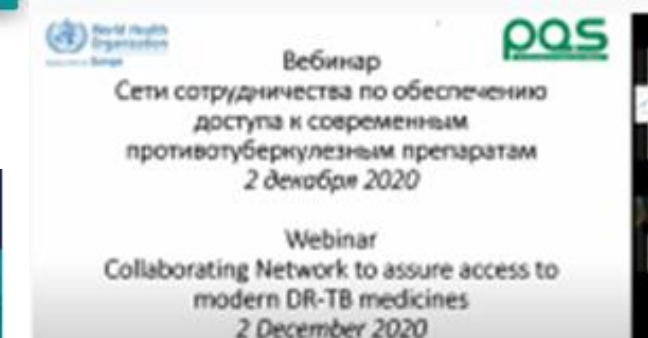 World Health
Organization
Europe
pas
Вебинар
Сети сотрудничества по обеспечению
доступа к современным
противотуберкулезным препаратам
2 декабря 2020
Webinar
Collaborating Network to assure access to
modern DR-TB medicines
2 December 2020